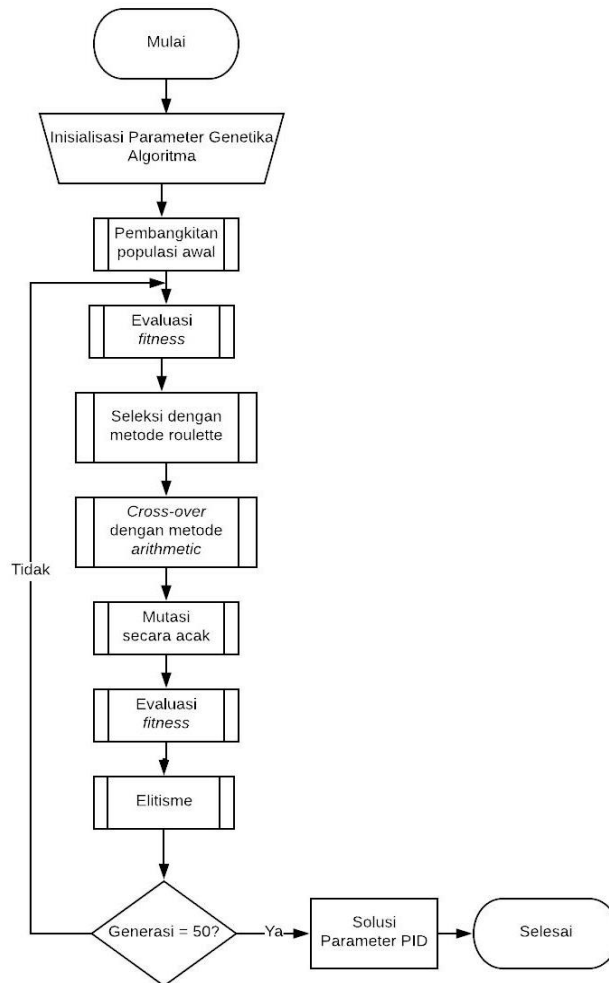 Mulai
Inisialisasi Parameter Genetika
Algoritma
Pembangkitan
populasi awal
Evaluasi
fitness
Seleksi dengan
metode roulette
Cross-over
dengan metode
arithmetic
Tidak
Mutasi
secara acak
Evaluasi
fitness
Elitisme
Generasi = 50?
Ya
Solusi
Parameter PID
Selesai